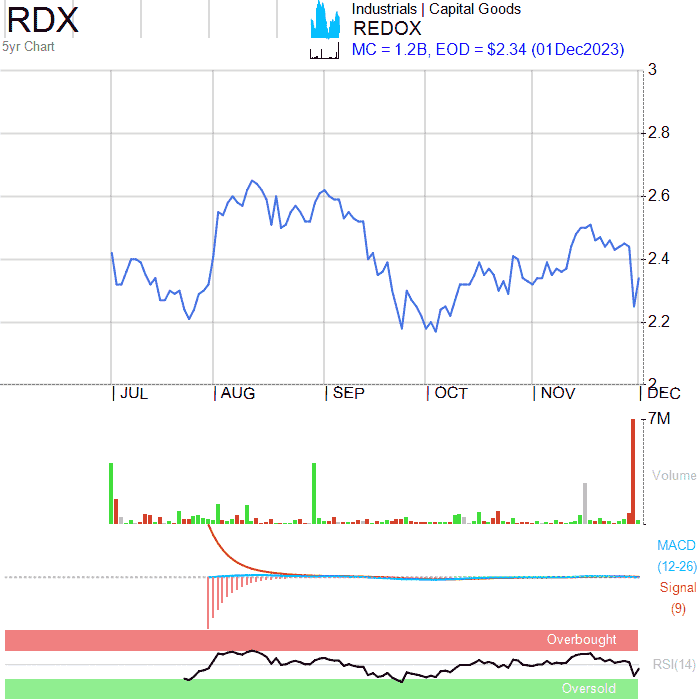 RDX
5yr Chart
Industrials | Capital Goods
REDOX
MC = 1.2B, EOD = $2.34 (01Dec2023)
3
2.8
2.6
2.4
2.2
2
JUL AUG SEP OCT NOV DEC
7M
Volume
MACD
(12-26)
Signal
(9)
Overbought
RSI(14)
Oversold